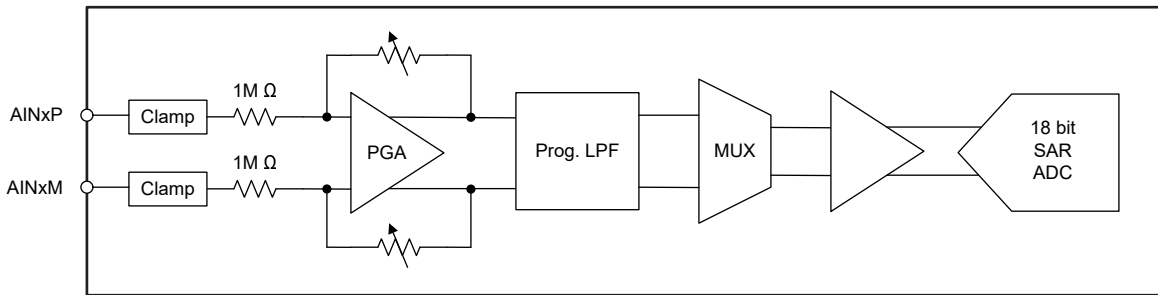 AINxP
Clamp
1M Ω
AINxM
Clamp
1M Ω
PGA
Prog. LPF
MUX
18 bit
SAR
ADC